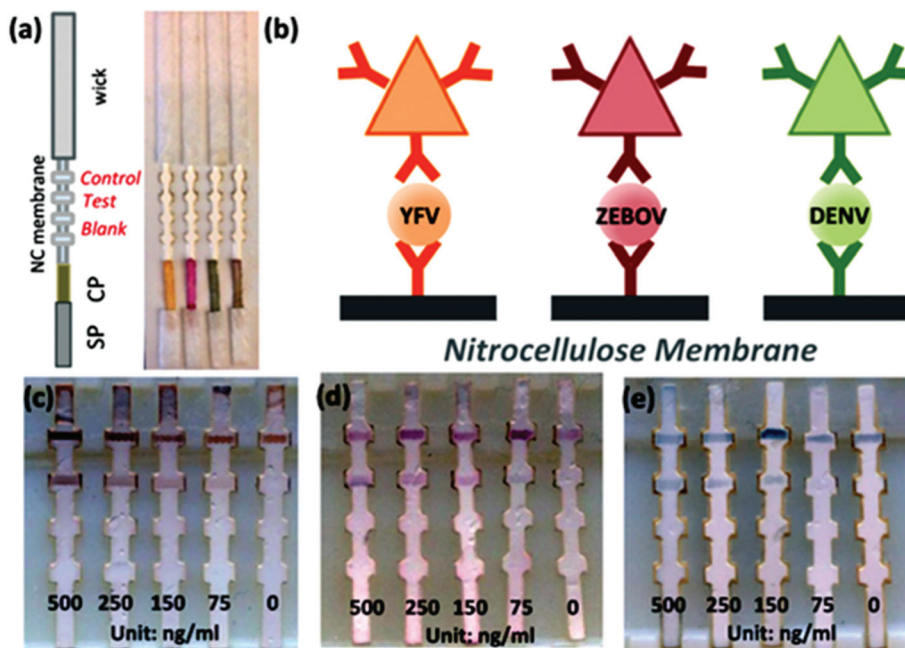 (a)
wick
NC membrane
Control
Test
Blank
CP
SP
(b)
YFV
ZEBOV
DENV
Nitrocellulose Membrane
(c)
500 250 150 75 0
Unit: ng/ml
(d)
500 250 150 75 0
Unit: ng/ml
(e)
500 250 150 75 0
Unit: ng/ml